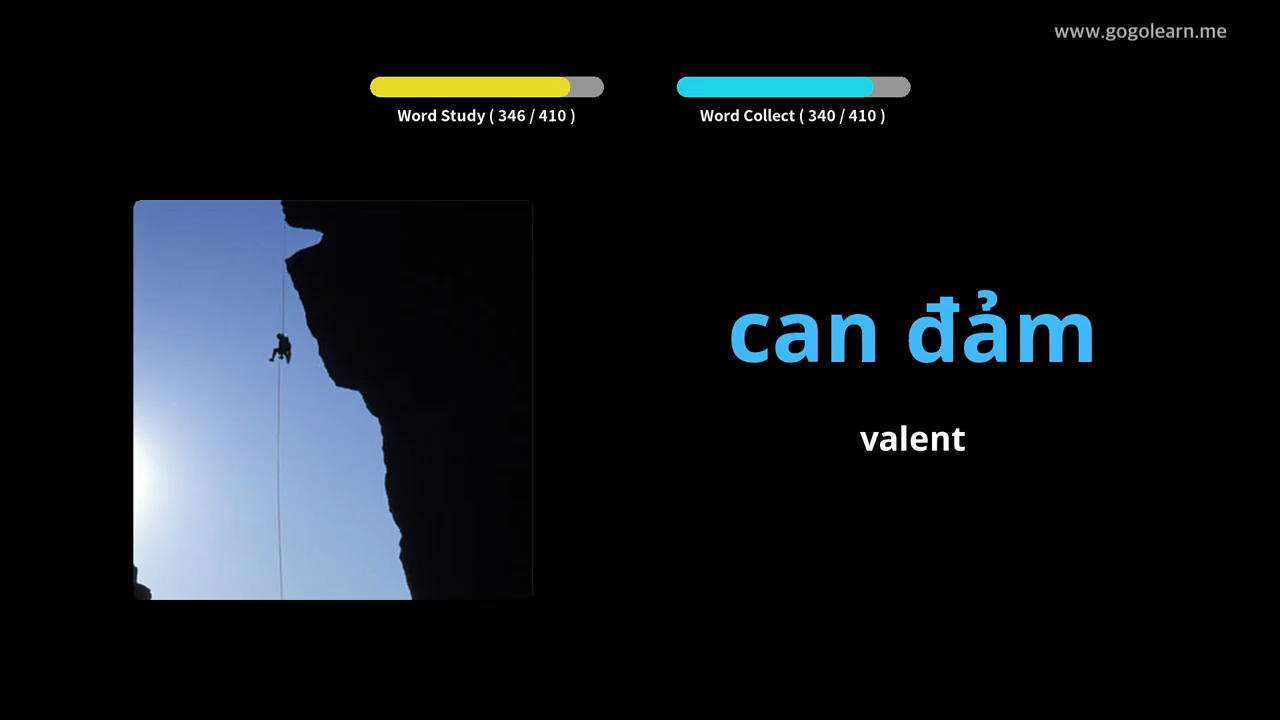 www.gogolearn.me
Word Study ( 346 / 410 )
Word Collect ( 340 / 410 )
can đảm
valent